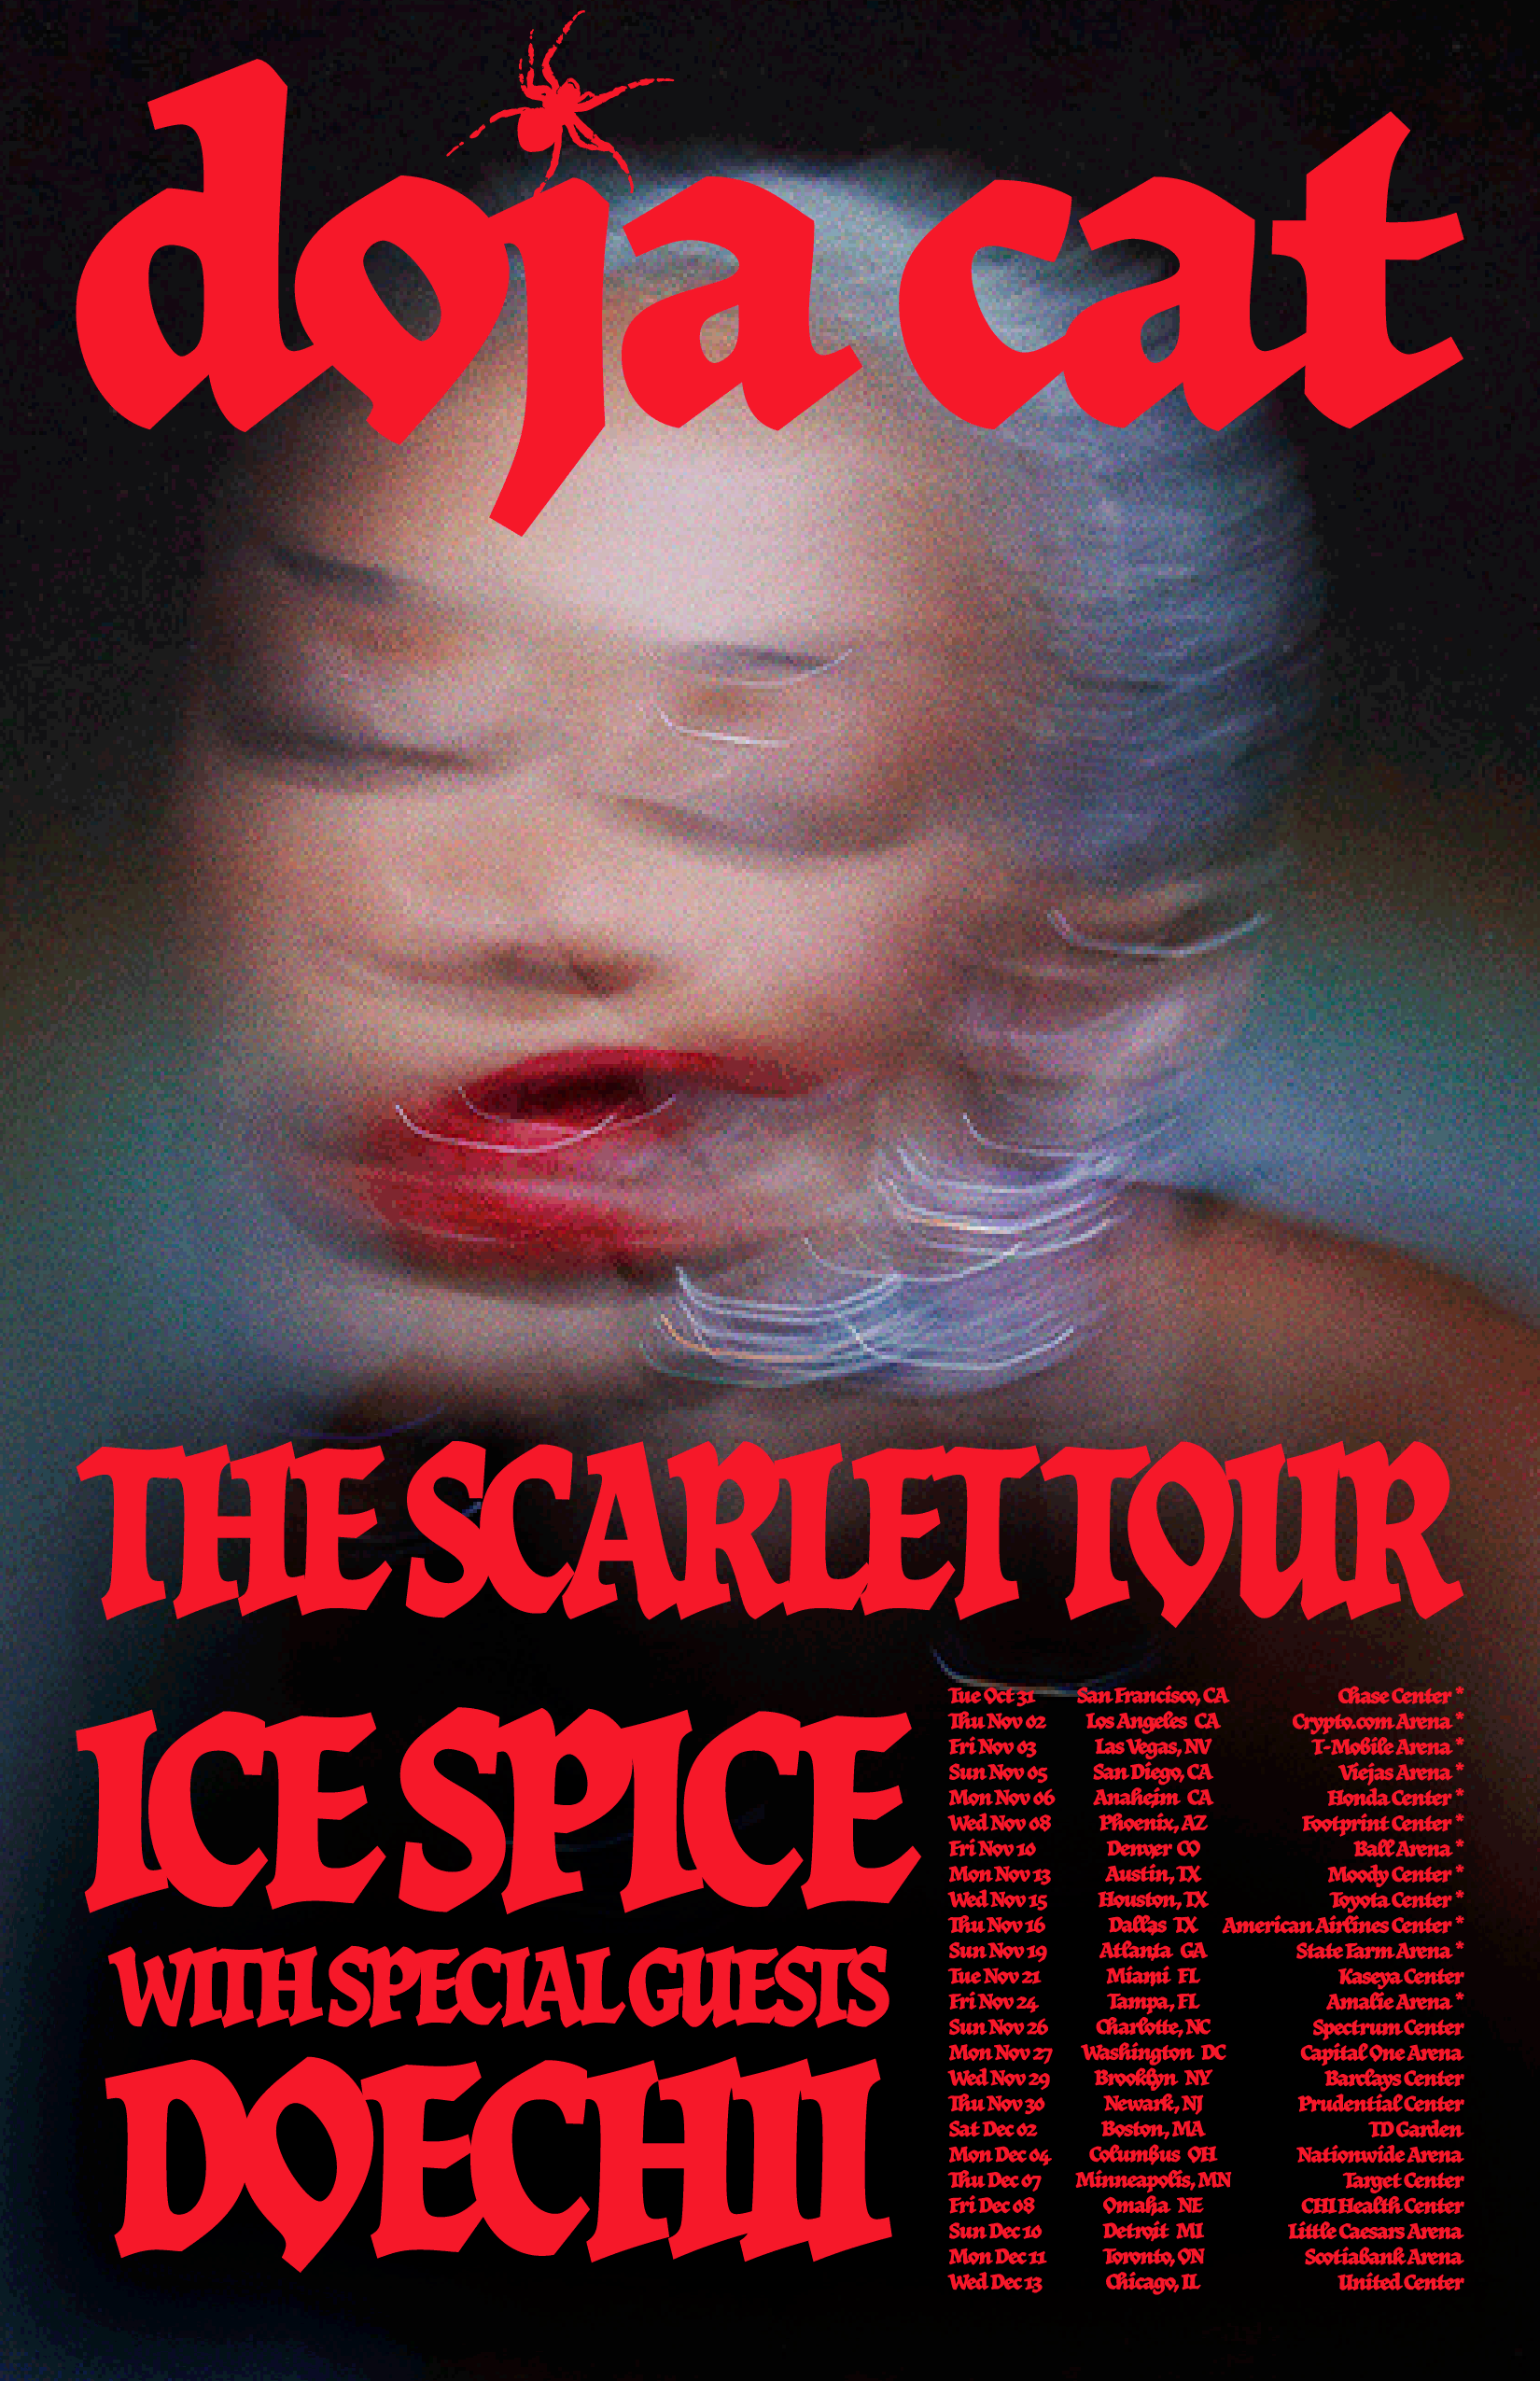 doja cat
THE SCARLET TOUR
ICE SPICE
WITH SPECIAL GUESTS
DOECHII
Tue Oct 31 San Francisco, CA Chase Center *
Thu Nov 02 Los Angeles CA Crypto.com Arena *
Fri Nov 03 Las Vegas, NV T-Mobile Arena *
Sun Nov 05 San Diego, CA Viejas Arena *
Mon Nov 06 Anaheim CA Honda Center *
Wed Nov 08 Phoenix, AZ Footprint Center *
Fri Nov 10 Denver CO Ball Arena *
Mon Nov 13 Austin, TX Moody Center *
Wed Nov 15 Houston, TX Toyota Center *
Thu Nov 16 Dallas TX American Airlines Center *
Sun Nov 19 Atlanta GA State Farm Arena *
Tue Nov 21 Miami FL Kaseya Center
Fri Nov 24 Tampa, FL Amalie Arena *
Sun Nov 26 Charlotte, NC Spectrum Center
Mon Nov 27 Washington DC Capital One Arena
Wed Nov 29 Brooklyn NY Barclays Center
Thu Nov 30 Newark, NJ Prudential Center
Sat Dec 02 Boston, MA TD Garden
Mon Dec 04 Columbus OH Nationwide Arena
Thu Dec 07 Minneapolis, MN Target Center
Fri Dec 08 Omaha NE CHI Health Center
Sun Dec 10 Detroit MI Little Caesars Arena
Mon Dec 11 Toronto, ON Scotiabank Arena
Wed Dec 13 Chicago, IL United Center